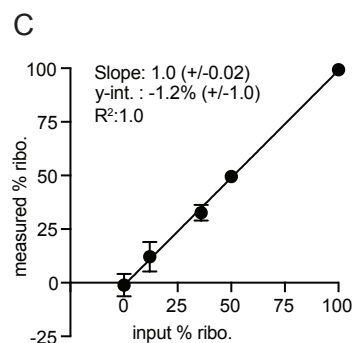 C
Slope: 1.0 (+/-0.02)
y-int. : -1.2% (+/-1.0)
R²:1.0
measured % ribo.
100
75
50
25
0
-25
0 25 50 75 100
input % ribo.